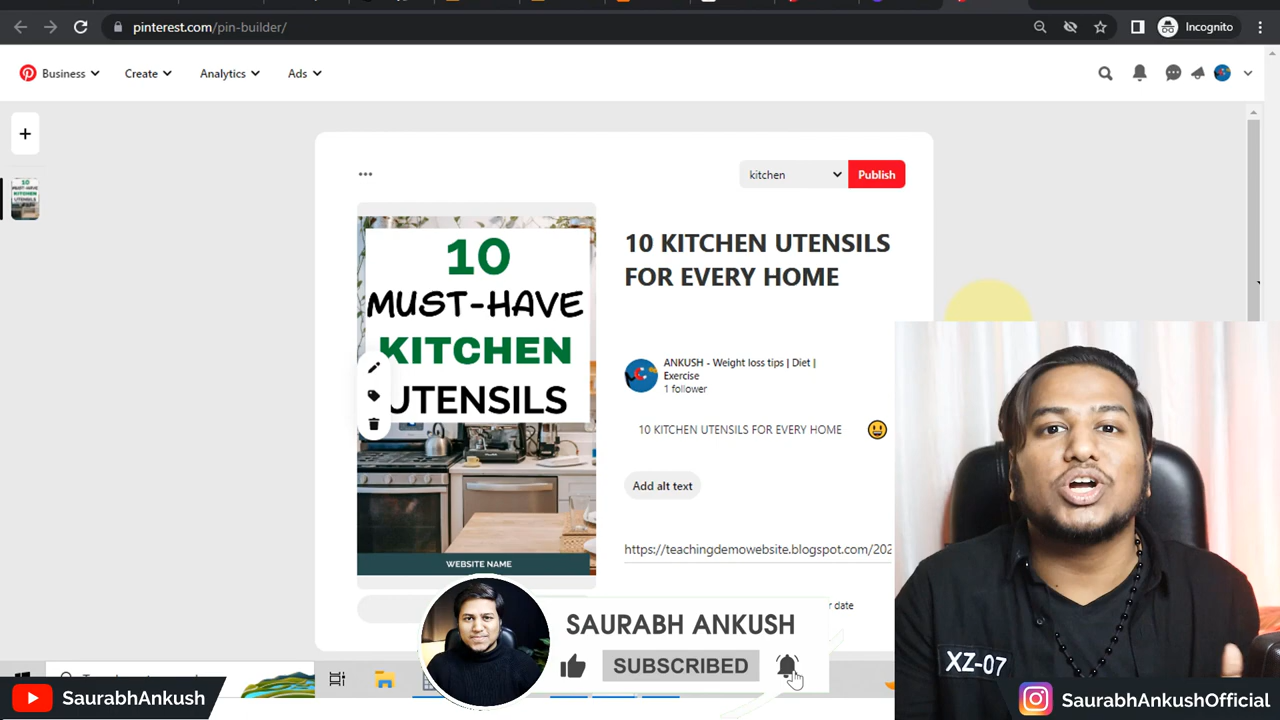 pinterest.com/pin-builder/
Incognito
Business
Create
Analytics
Ads
kitchen
Publish
10
MUST-HAVE
KITCHEN
UTENSILS
WEBSITE NAME
10 KITCHEN UTENSILS
FOR EVERY HOME
ANKUSH - Weight loss tips | Diet |
Exercise
1 follower
10 KITCHEN UTENSILS FOR EVERY HOME
Add alt text
https://teachingdemowebsite.blogspot.com/202
date
SAURABH ANKUSH
SUBSCRIBED
XZ-07
SaurabhAnkush
SaurabhAnkushOfficial